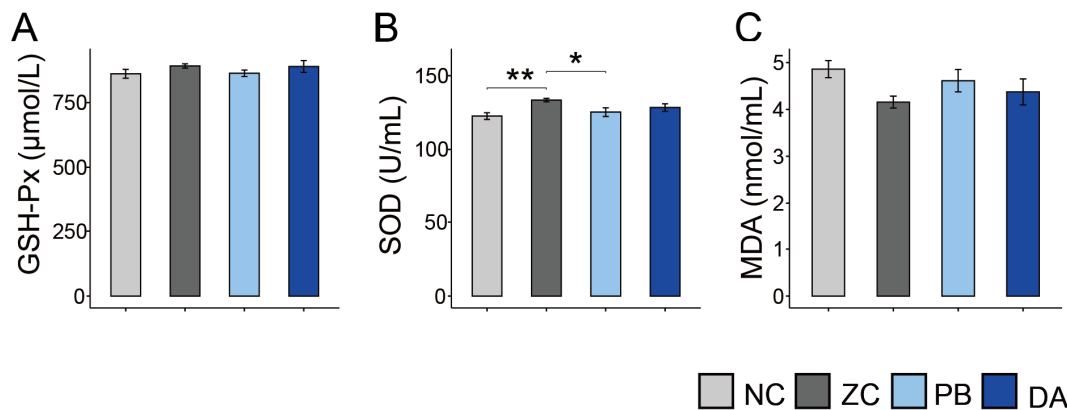 A
GSH-Px (μmol/L)
750
500
250
0
B
SOD (U/mL)
150
100
50
0
**
*
C
MDA (nmol/mL)
5
4
3
2
1
0
NC ZC PB DA